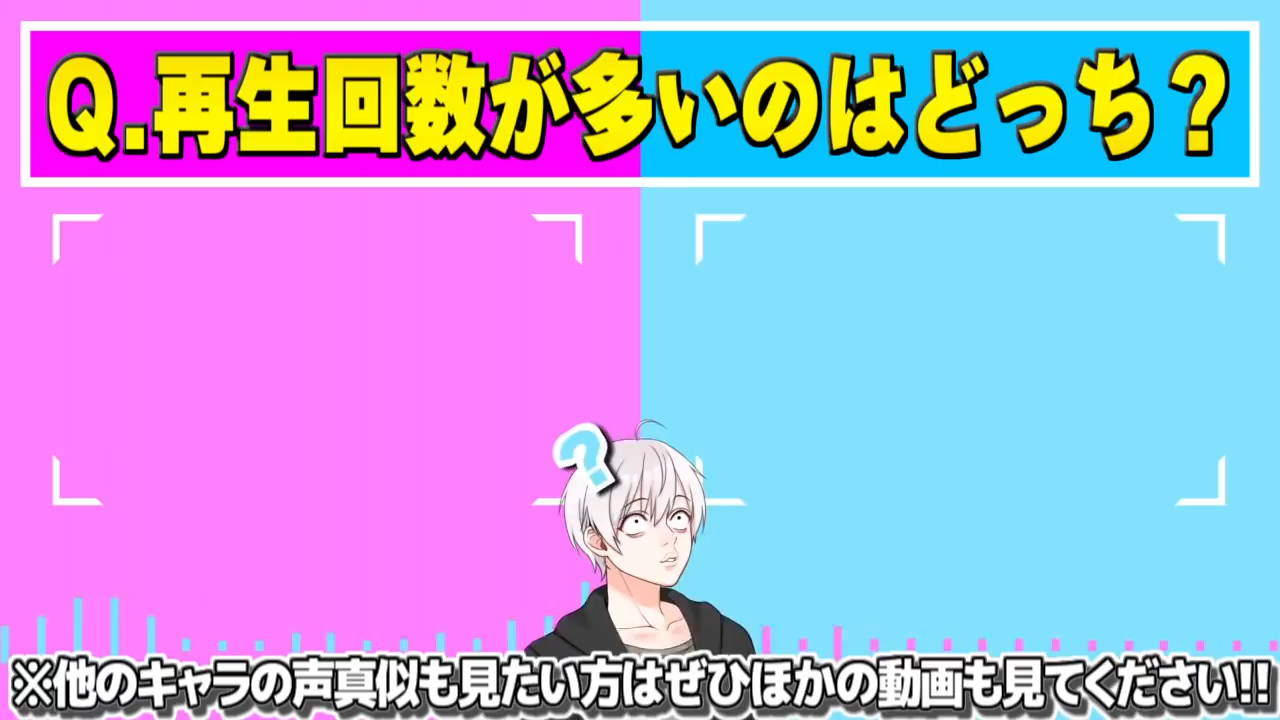 Q.再生回数が多いのはどっち？
?
※他のキャラの声真似も見たい方はぜひほかの動画も見てください!!